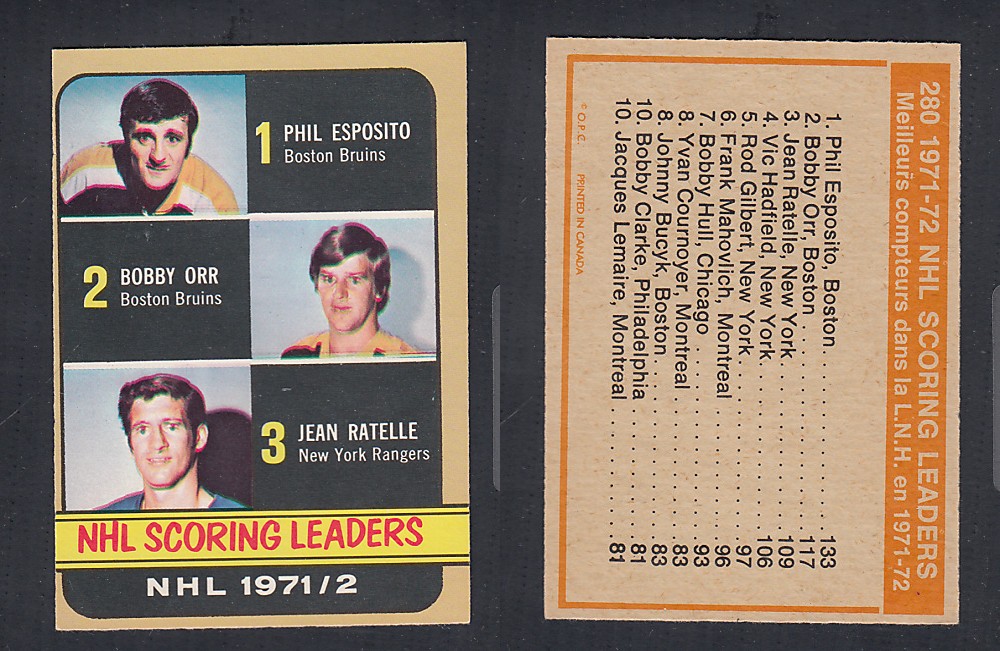 1 PHIL ESPOSITO
Boston Bruins
2 BOBBY ORR
Boston Bruins
3 JEAN RATELLE
New York Rangers
NHL SCORING LEADERS
NHL 1971/2
280 1971-72 NHL SCORING LEADERS
Meilleurs compteurs dans la L.N.H. en 1971-72
1. Phil Esposito, Boston . . . . . . . . . . . . . 133
2. Bobby Orr, Boston . . . . . . . . . . . . . . . 117
3. Jean Ratelle, New York . . . . . . . . . . . . 109
4. Vic Hadfield, New York . . . . . . . . . . . . 106
5. Rod Gilbert, New York . . . . . . . . . . . . . 97
6. Frank Mahovlich, Montreal . . . . . . . . . . 96
7. Bobby Hull, Chicago . . . . . . . . . . . . . . 93
8. Yvan Cournoyer, Montreal . . . . . . . . . . 83
8. Johnny Bucyk, Boston . . . . . . . . . . . . . 83
10. Bobby Clarke, Philadelphia . . . . . . . . . 81
10. Jacques Lemaire, Montreal . . . . . . . . . 81
© O.P.C. PRINTED IN CANADA